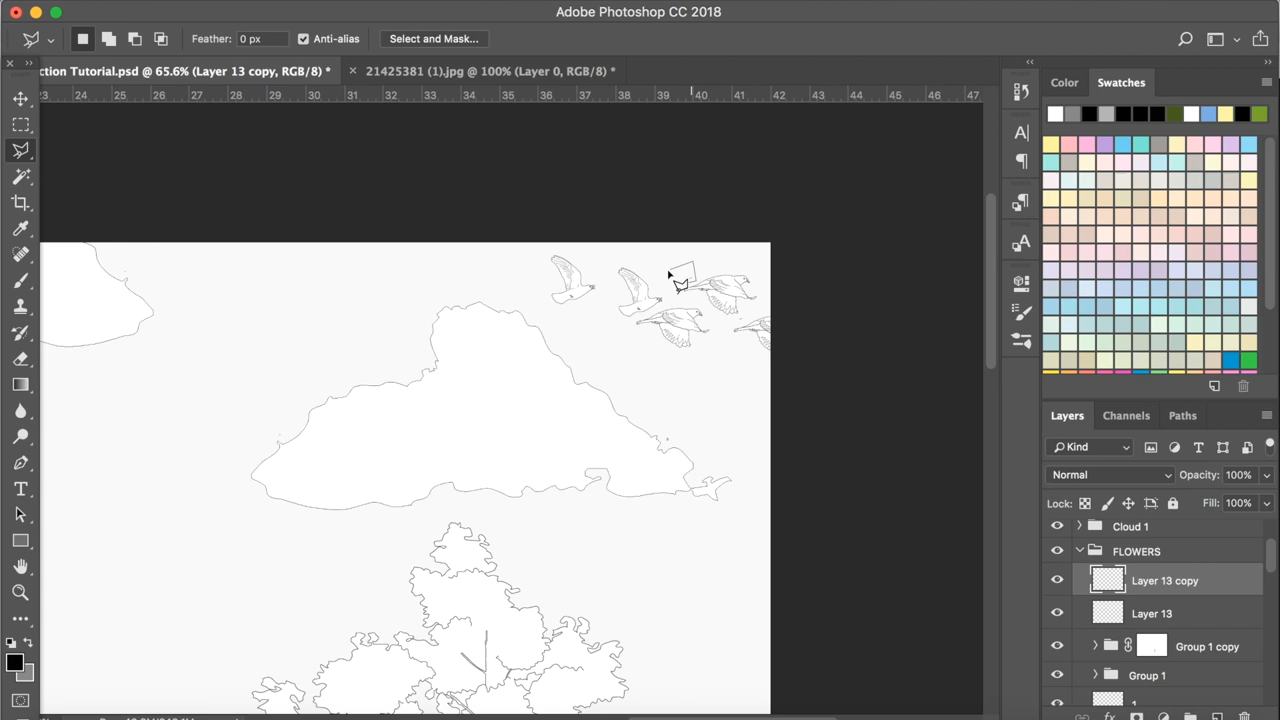 Adobe Photoshop CC 2018
Feather: 0 px Anti-alias Select and Mask...
ction Tutorial.psd @ 65.6% (Layer 13 copy, RGB/8) * 21425381 (1).jpg @ 100% (Layer 0, RGB/8) *
23 24 25 26 27 28 29 30 31 32 33 34 35 36 37 38 39 40 41 42 43 44 45 46 47
Color Swatches
Layers Channels Paths
Kind
Normal Opacity: 100%
Lock: Fill: 100%
Cloud 1
FLOWERS
Layer 13 copy
Layer 13
Group 1 copy
Group 1
1